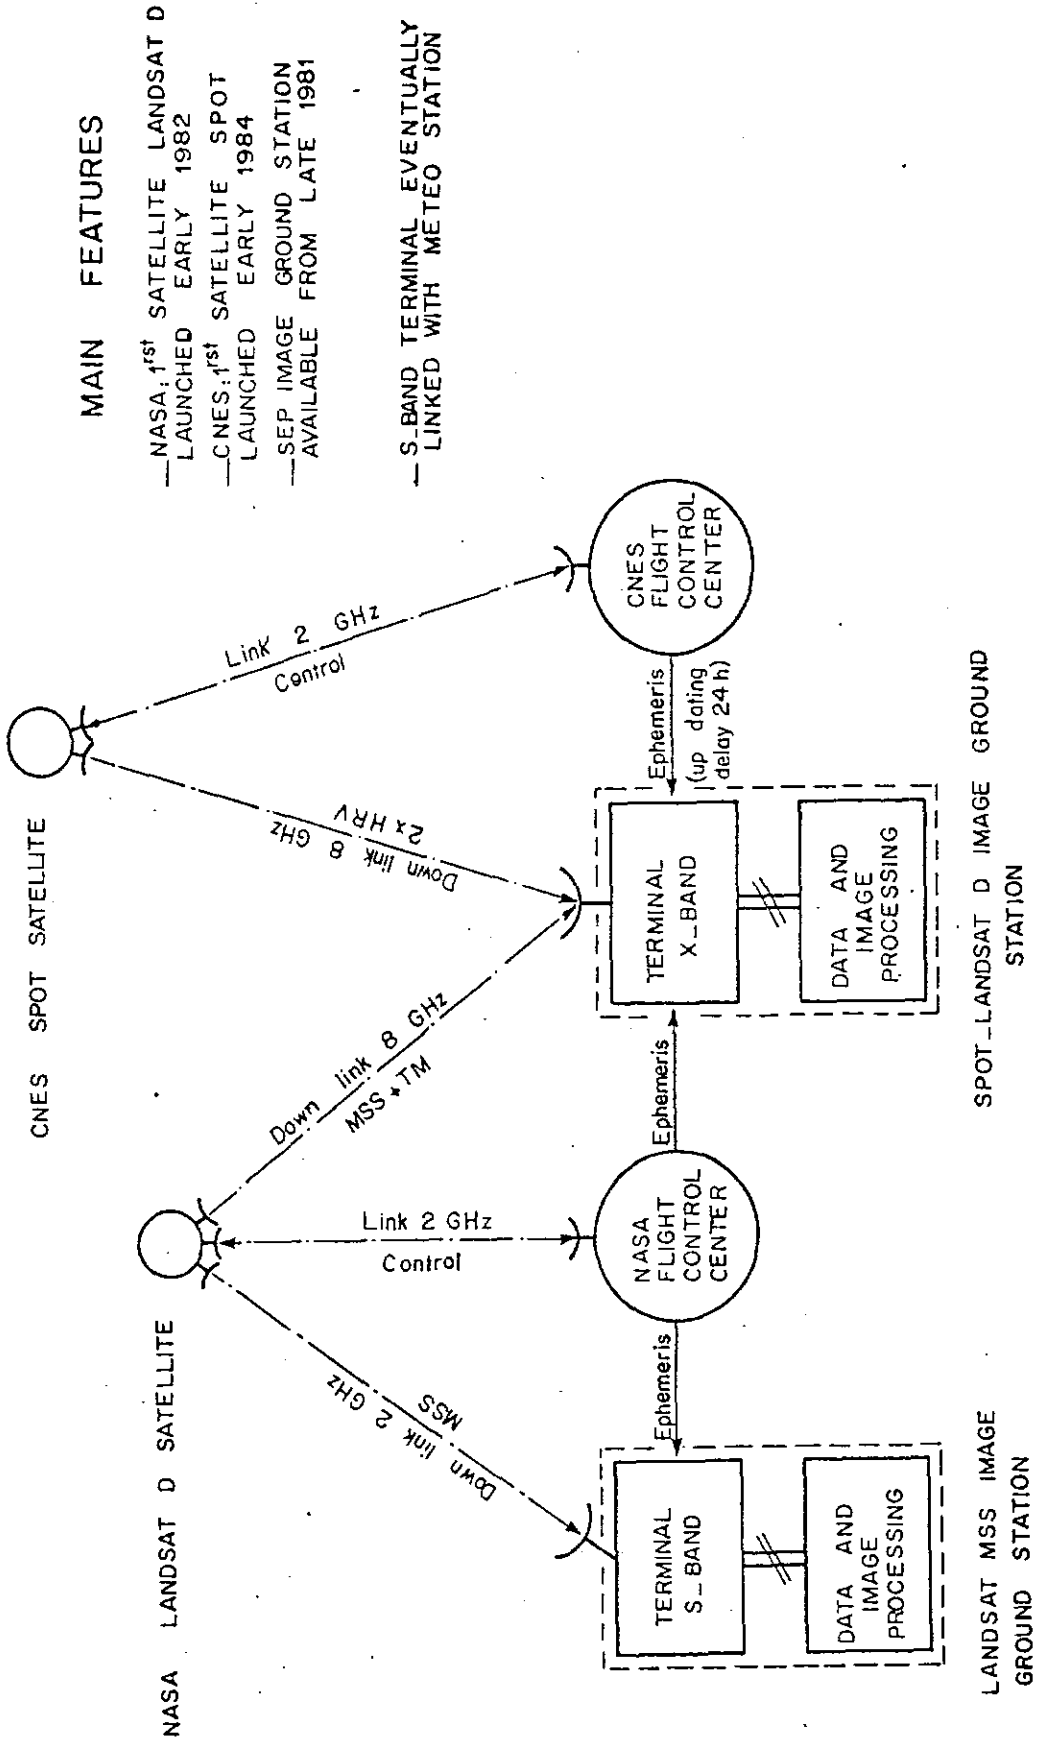 MAIN FEATURES
— NASA: 1rst SATELLITE LANDSAT D
LAUNCHED EARLY 1982
— CNES: 1rst SATELLITE SPOT
LAUNCHED EARLY 1984
— SEP IMAGE GROUND STATION
AVAILABLE FROM LATE 1981
— S_BAND TERMINAL EVENTUALLY
LINKED WITH METEO STATION
CNES SPOT SATELLITE
NASA LANDSAT D SATELLITE
Down link 2 GHz
MSS
Link 2 GHz
Control
Down link 8 GHz
MSS + TM
Down link 8 GHz
2 x HRV
Link 2 GHz
Control
TERMINAL
S_BAND
DATA AND
IMAGE
PROCESSING
Ephemeris
NASA
FLIGHT
CONTROL
CENTER
Ephemeris
TERMINAL
X_BAND
DATA AND
IMAGE
PROCESSING
Ephemeris
(up dating
delay 24 h)
CNES
FLIGHT
CONTROL
CENTER
LANDSAT MSS IMAGE
GROUND STATION
SPOT_LANDSAT D IMAGE GROUND
STATION